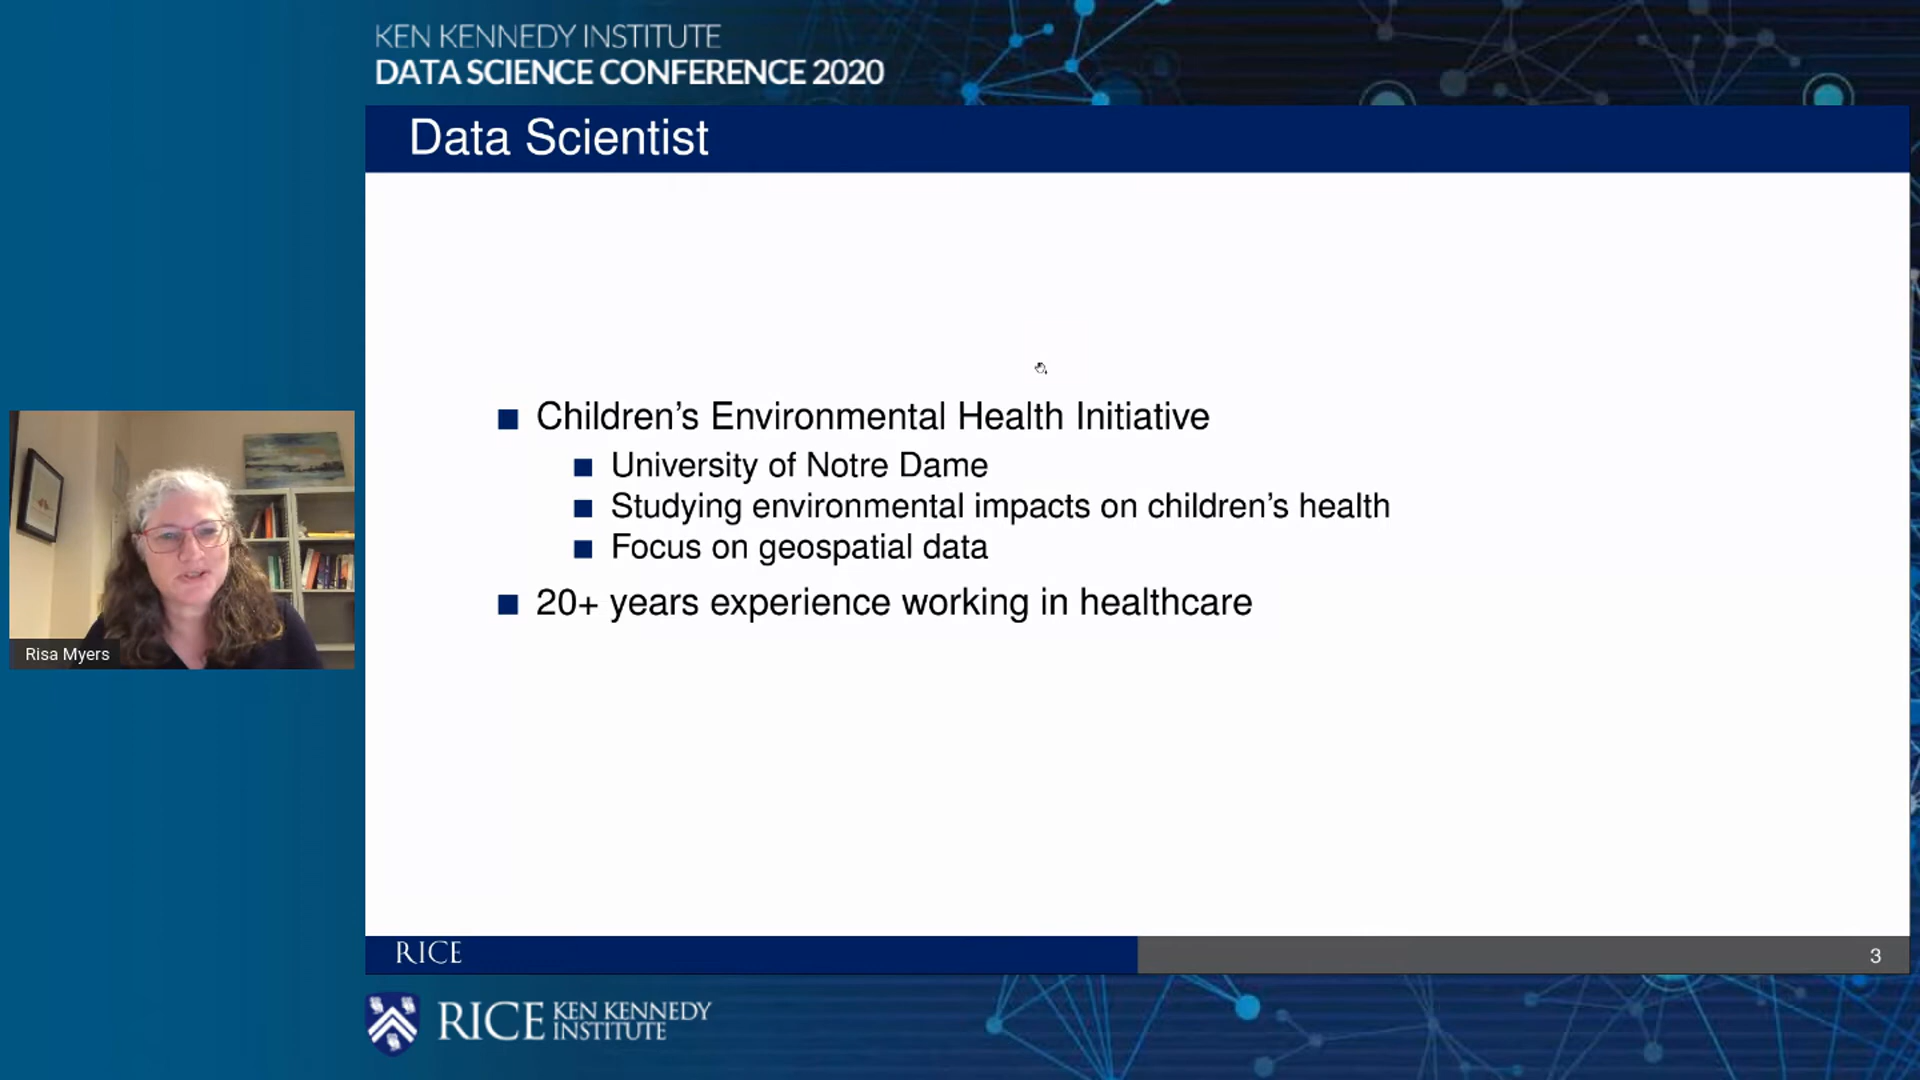 KEN KENNEDY INSTITUTE
DATA SCIENCE CONFERENCE 2020
Data Scientist
Children’s Environmental Health Initiative
University of Notre Dame
Studying environmental impacts on children’s health
Focus on geospatial data
20+ years experience working in healthcare
Risa Myers
RICE
3
RICE KEN KENNEDY
INSTITUTE